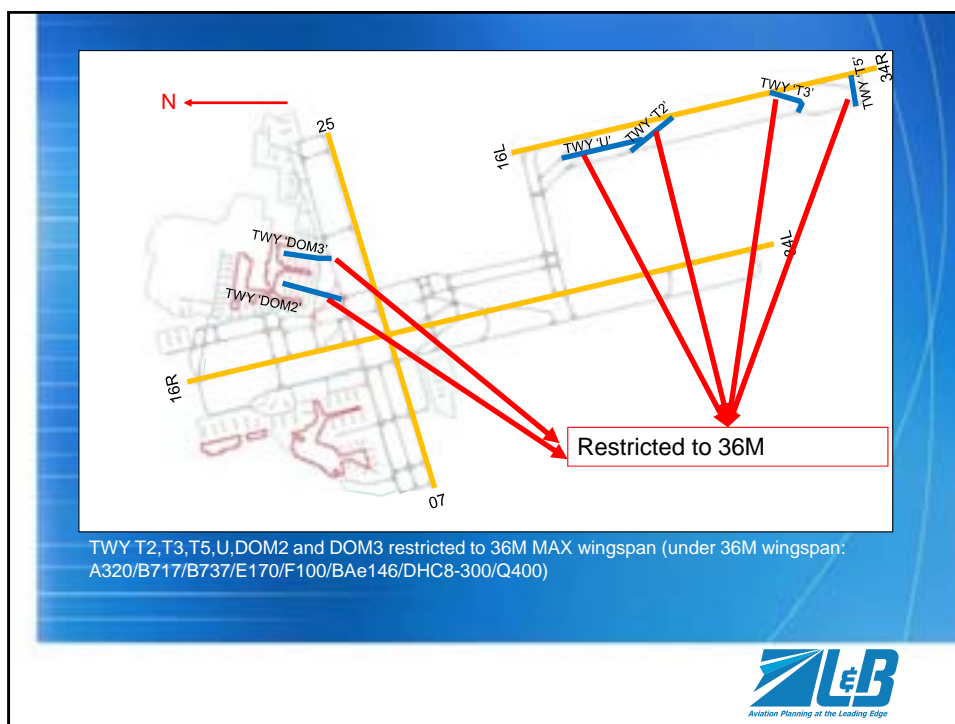 N
25
16L
TWY 'U'
TWY 'T2'
TWY 'T3'
TWY 'T5'
34R
TWY 'DOM3'
TWY 'DOM2'
34L
16R
07
Restricted to 36M
TWY T2,T3,T5,U,DOM2 and DOM3 restricted to 36M MAX wingspan (under 36M wingspan:
A320/B717/B737/E170/F100/BAe146/DHC8-300/Q400)
L&B
Aviation Planning at the Leading Edge